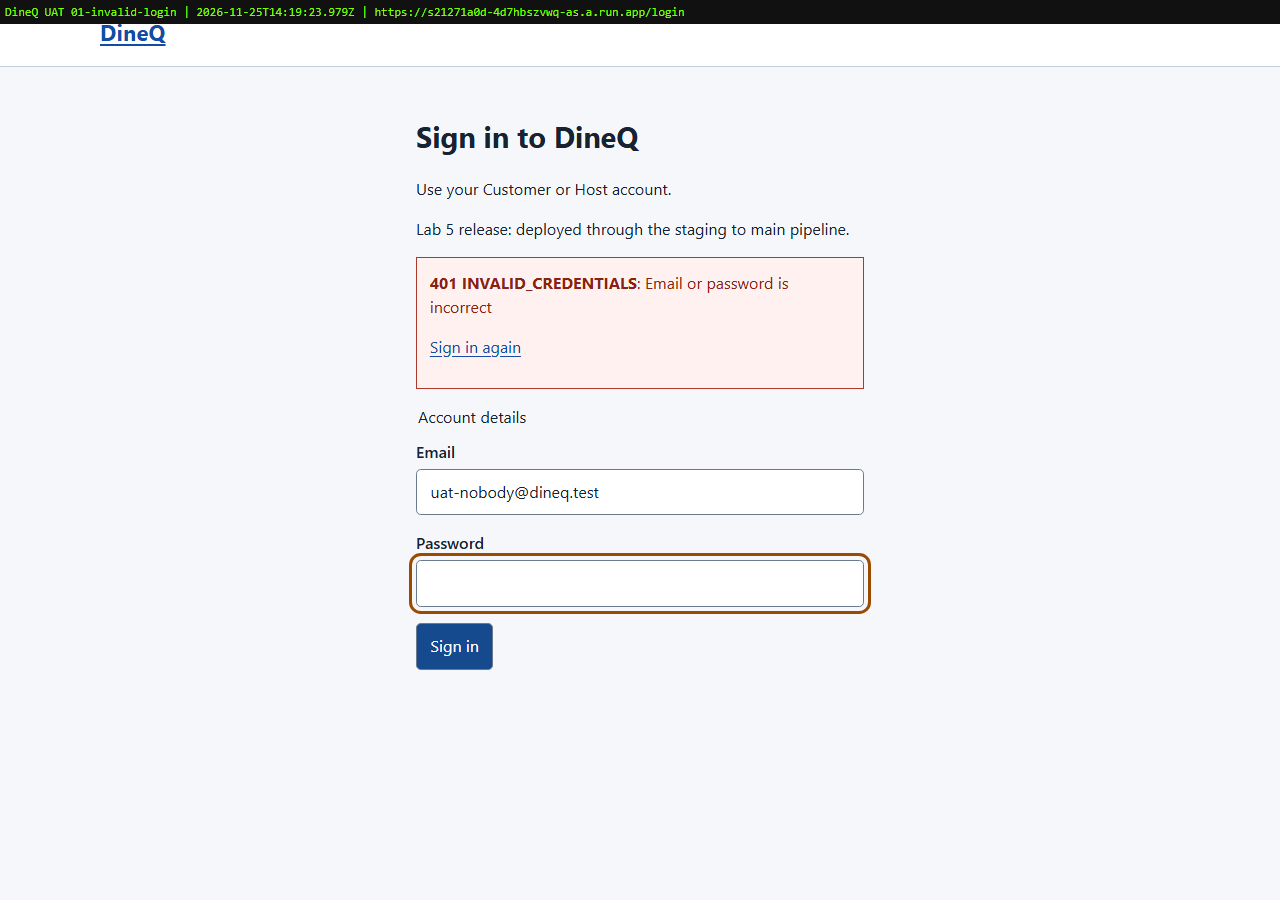 DineQ UAT 01-invalid-login | 2026-11-25T14:19:23.979Z | https://s21271a0d-4d7hbszvwq-as.a.run.app/login
DineQ
Sign in to DineQ
Use your Customer or Host account.
Lab 5 release: deployed through the staging to main pipeline.
401 INVALID_CREDENTIALS: Email or password is
incorrect
Sign in again
Account details
Email
uat-nobody@dineq.test
Password
Sign in